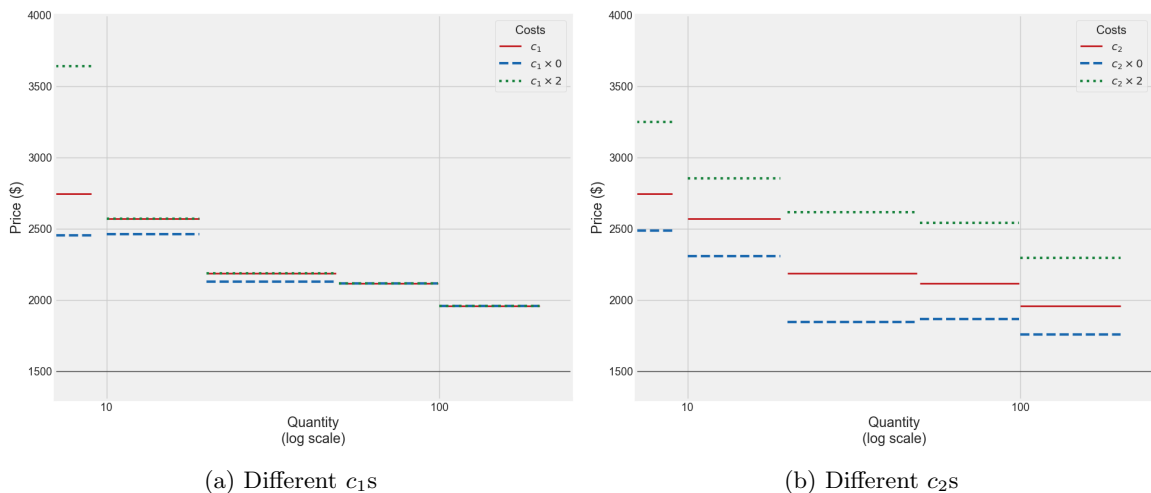 4000
3500
3000
2500
2000
1500
Price ($)
10
100
Quantity
(log scale)
Costs
c₁
c₁ × 0
c₁ × 2
(a) Different c₁s
4000
3500
3000
2500
2000
1500
Price ($)
10
100
Quantity
(log scale)
Costs
c₂
c₂ × 0
c₂ × 2
(b) Different c₂s